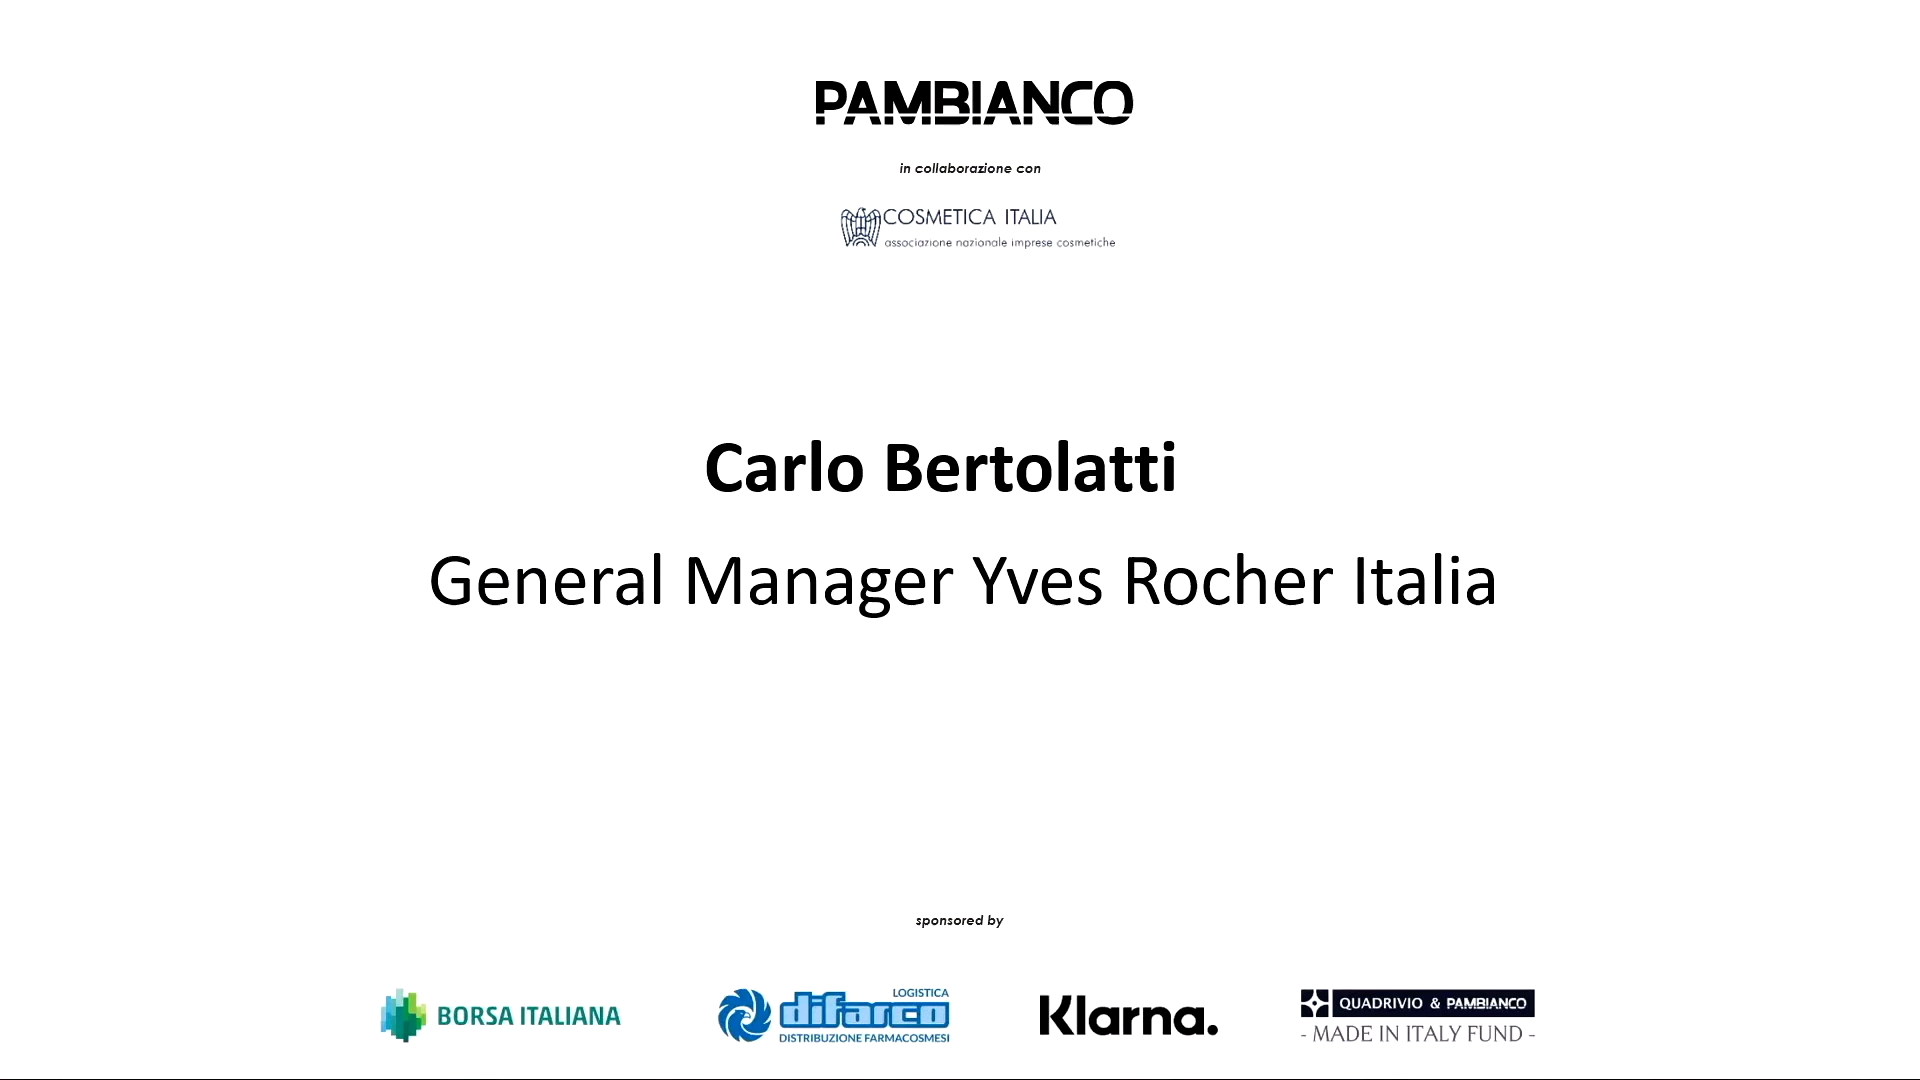 PAMBIANCO
in collaborazione con
COSMETICA ITALIA
associazione nazionale imprese cosmetiche
Carlo Bertolatti
General Manager Yves Rocher Italia
sponsored by
BORSA ITALIANA
LOGISTICA
difarco
DISTRIBUZIONE FARMACOSMESI
Klarna.
QUADRIVIO & PAMBIANCO
- MADE IN ITALY FUND -